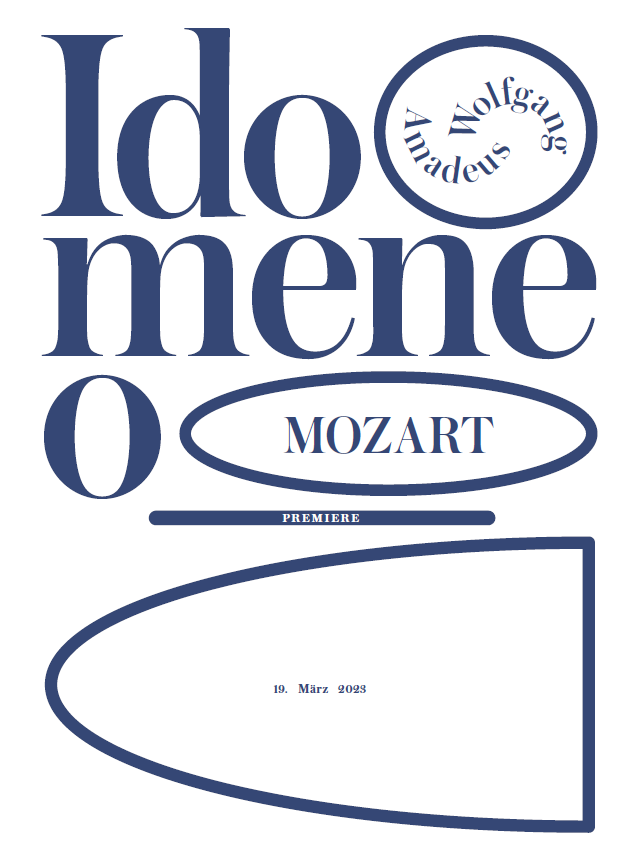 Ido
Wolfgang
Amadeus
mene
o
MOZART
PREMIERE
19. März 2023